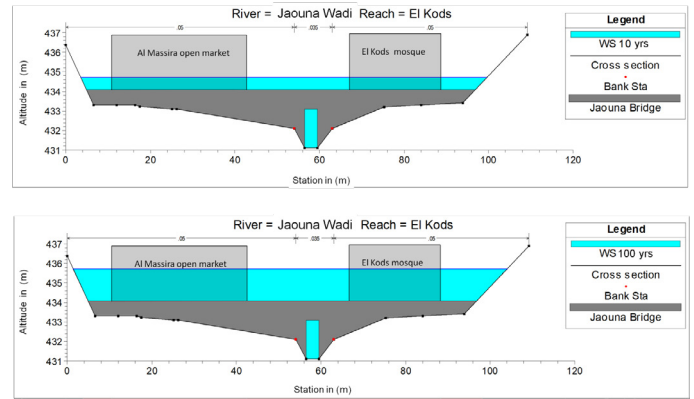 River = Jaouna Wadi Reach = El Kods
.05 .035 .05
Legend
WS 10 yrs
Cross section
Bank Sta
Jaouna Bridge
Al Massira open market
El Kods mosque
437
436
435
434
433
432
431
Altitude in (m)
0 20 40 60 80 100 120
Station in (m)
River = Jaouna Wadi Reach = El Kods
.05 .035 .05
Legend
WS100 yrs
Cross section
Bank Sta
Jaouna Bridge
Al Massira open market
El Kods mosque
437
436
435
434
433
432
431
Altitude in (m)
0 20 40 60 80 100 120
Station in (m)